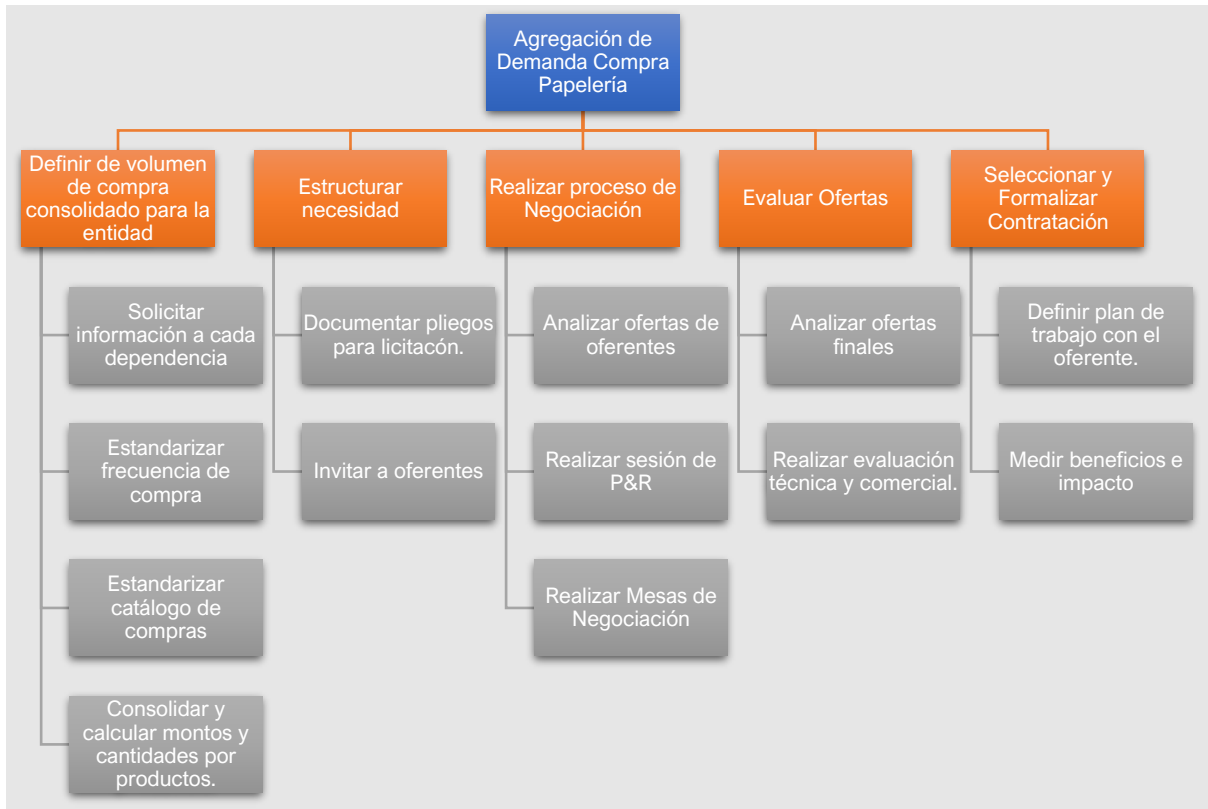 Agregación de
Demanda Compra
Papelería
Definir de volumen
de compra
consolidado para la
entidad
Solicitar
información a cada
dependencia
Estandarizar
frecuencia de
compra
Estandarizar
catálogo de
compras
Consolidar y
calcular montos y
cantidades por
productos.
Estructurar
necesidad
Documentar pliegos
para licitacón.
Invitar a oferentes
Realizar proceso de
Negociación
Analizar ofertas de
oferentes
Realizar sesión de
P&R
Realizar Mesas de
Negociación
Evaluar Ofertas
Analizar ofertas
finales
Realizar evaluación
técnica y comercial.
Seleccionar y
Formalizar
Contratación
Definir plan de
trabajo con el
oferente.
Medir beneficios e
impacto